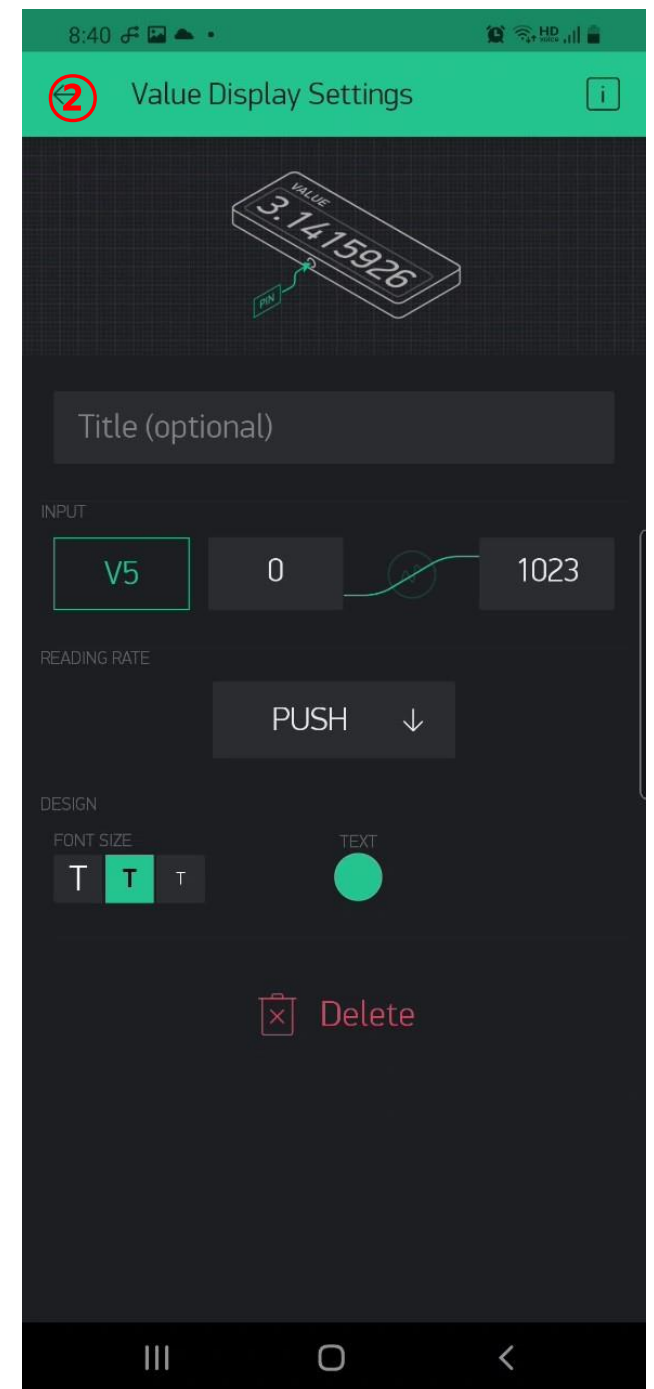 8:40
HD
VOICE
②
Value Display Settings
i
VALUE
3.1415926
PIN
Title (optional)
INPUT
V5 0 1023
READING RATE
PUSH ↓
DESIGN
FONT SIZE TEXT
T T T
Delete